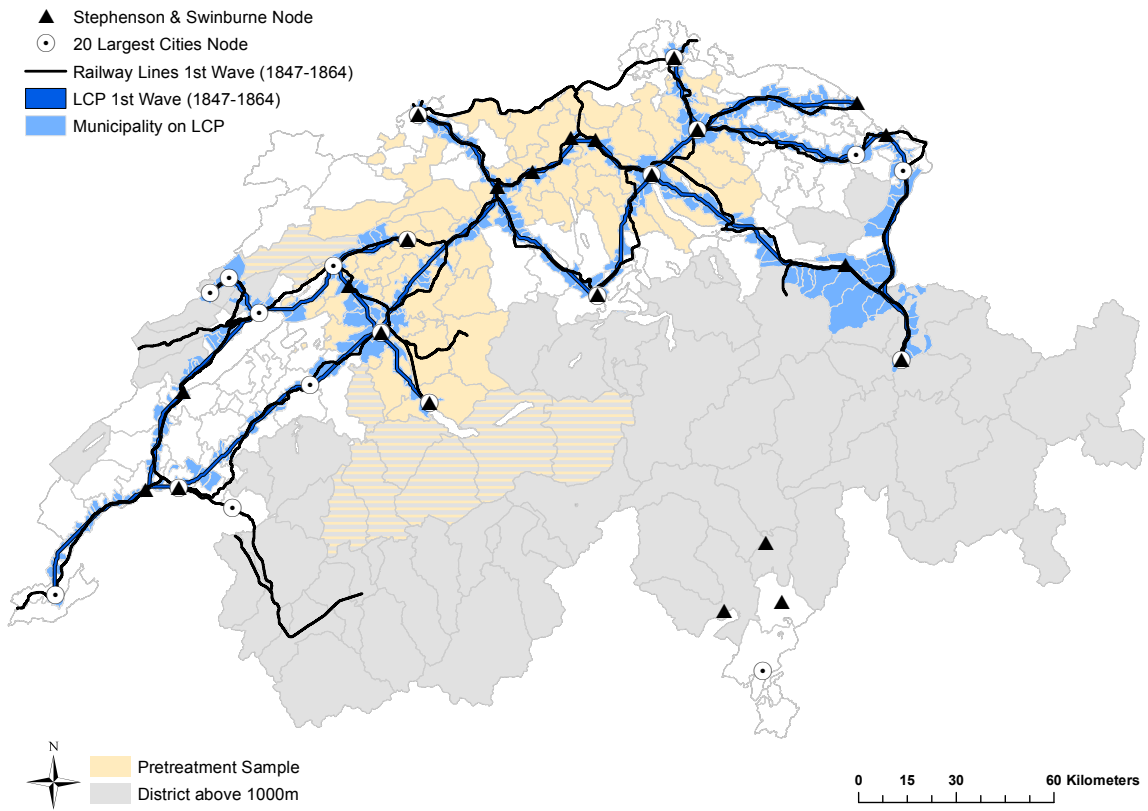 Stephenson & Swinburne Node
20 Largest Cities Node
Railway Lines 1st Wave (1847-1864)
LCP 1st Wave (1847-1864)
Municipality on LCP
N
Pretreatment Sample
District above 1000m
0 15 30 60 Kilometers